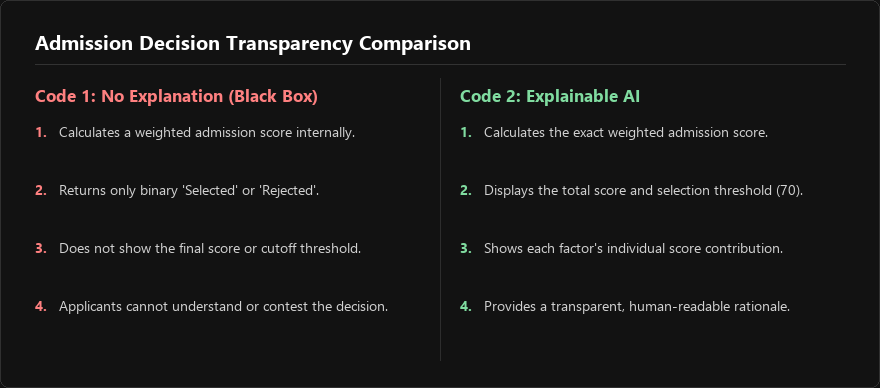 Admission Decision Transparency Comparison
Code 1: No Explanation (Black Box)
1. Calculates a weighted admission score internally.
2. Returns only binary 'Selected' or 'Rejected'.
3. Does not show the final score or cutoff threshold.
4. Applicants cannot understand or contest the decision.
Code 2: Explainable AI
1. Calculates the exact weighted admission score.
2. Displays the total score and selection threshold (70).
3. Shows each factor's individual score contribution.
4. Provides a transparent, human-readable rationale.